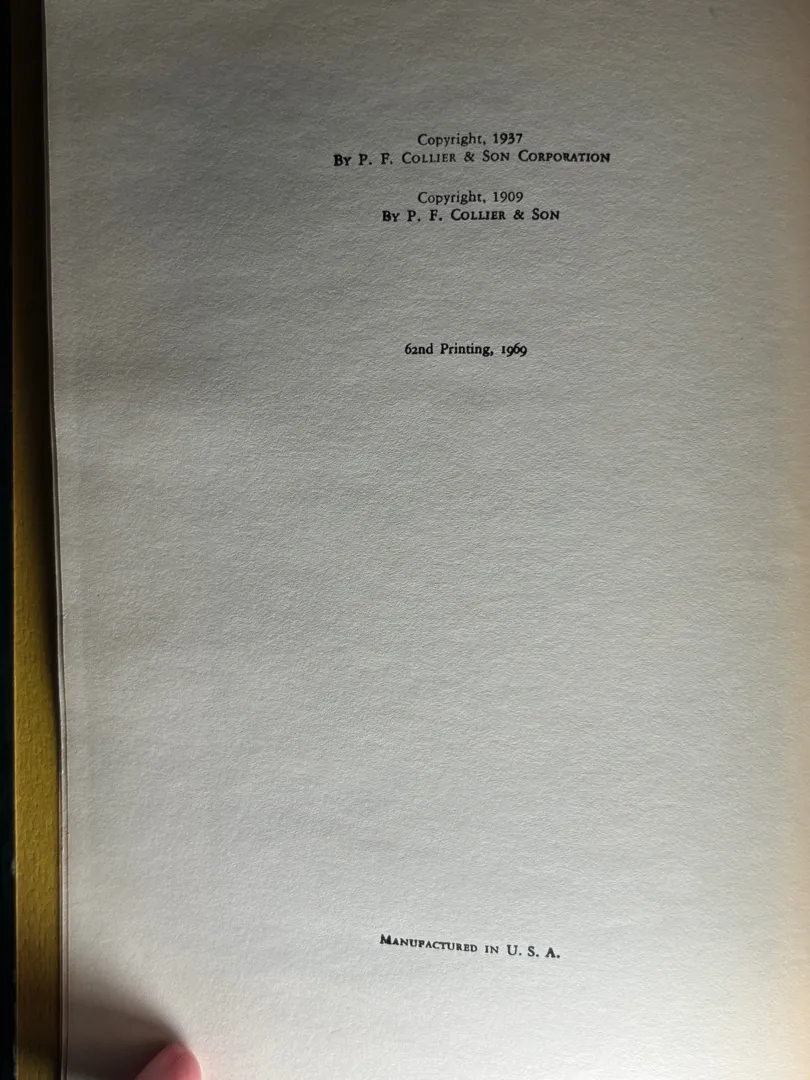 Copyright, 1937
By P. F. Collier & Son Corporation
Copyright, 1909
By P. F. Collier & Son
62nd Printing, 1969
Manufactured in U. S. A.